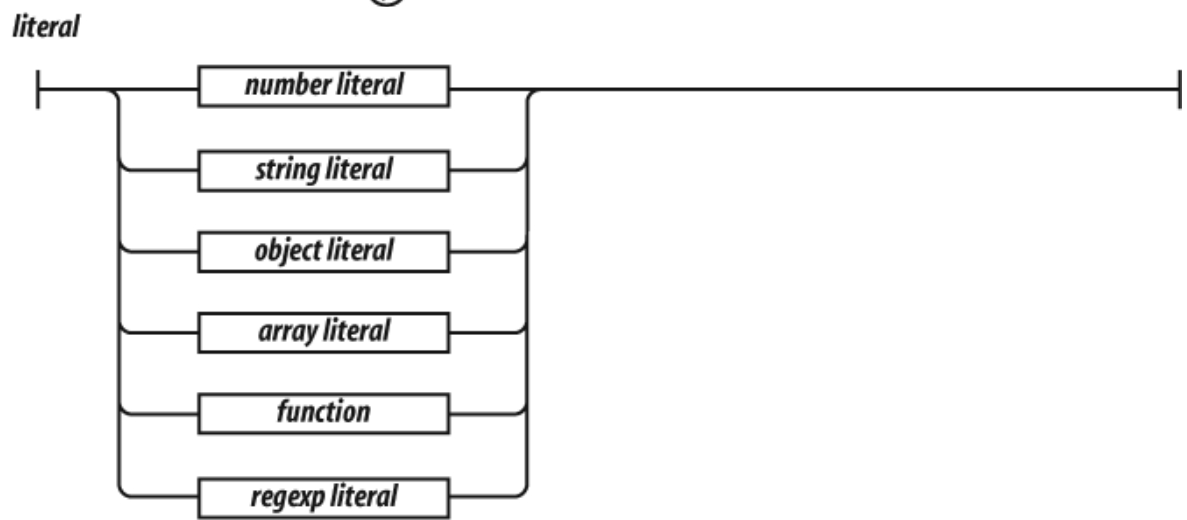 literal
number literal
string literal
object literal
array literal
function
regexp literal